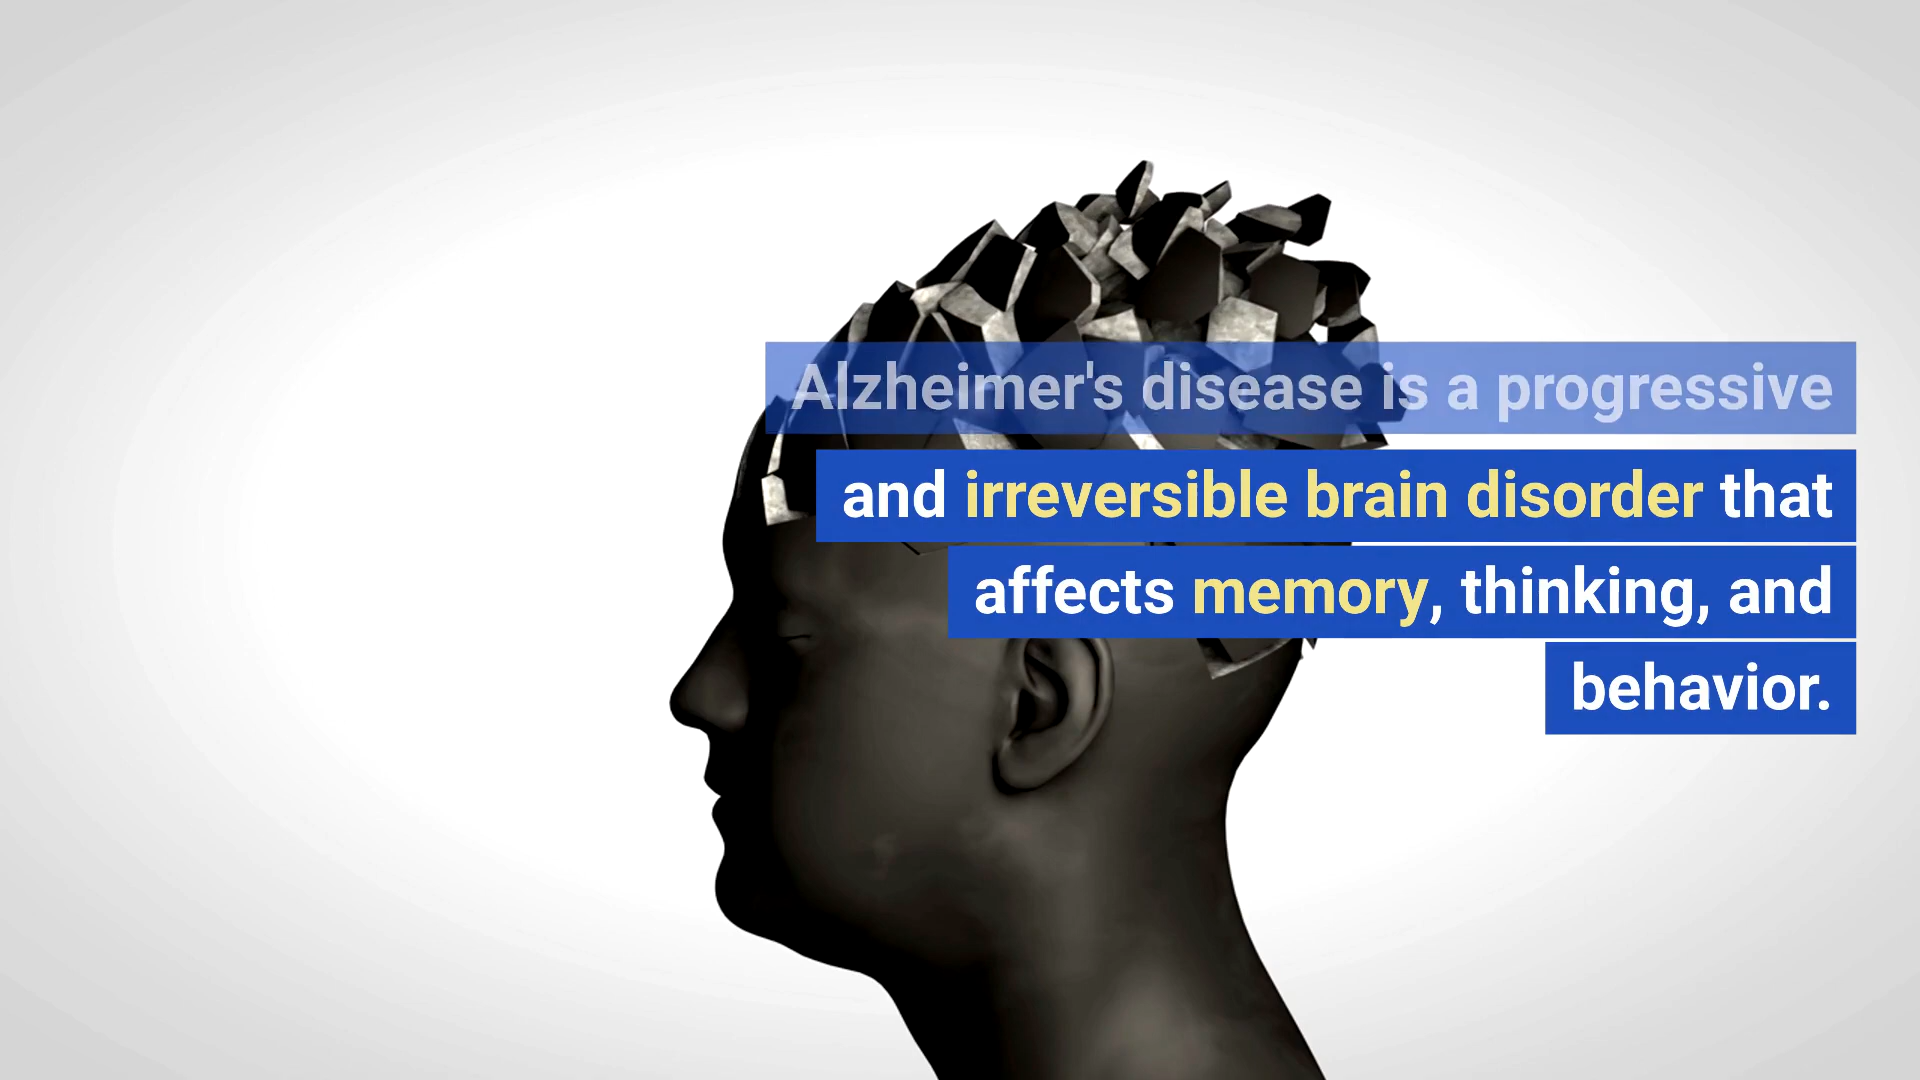 Alzheimer's disease is a progressive
and irreversible brain disorder that
affects memory, thinking, and
behavior.